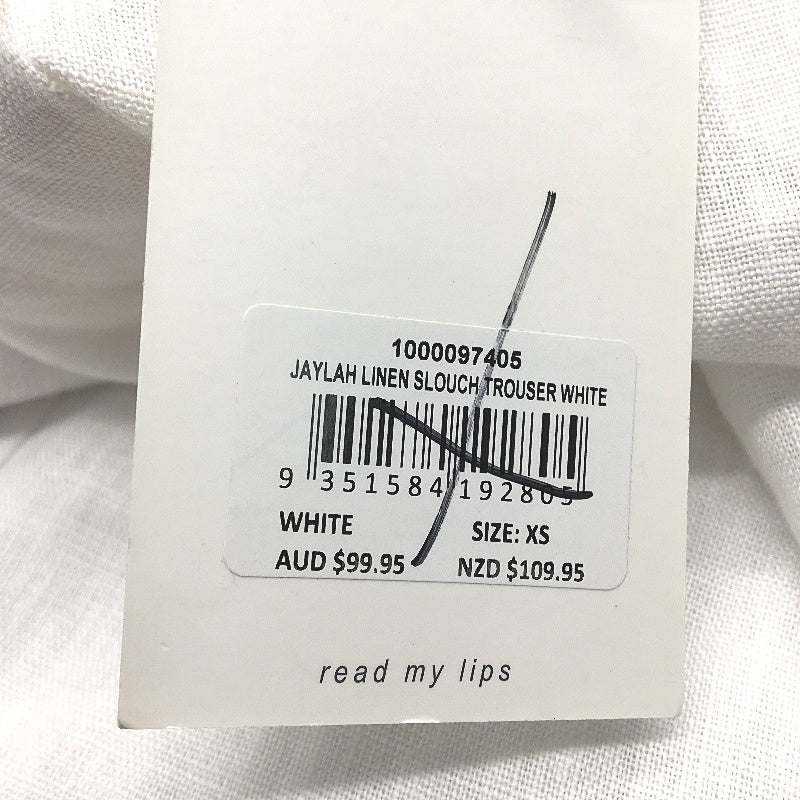 1000097405
JAYLAH LINEN SLOUCH TROUSER WHITE
9 351584 192805
WHITE SIZE: XS
AUD $99.95 NZD $109.95
read my lips